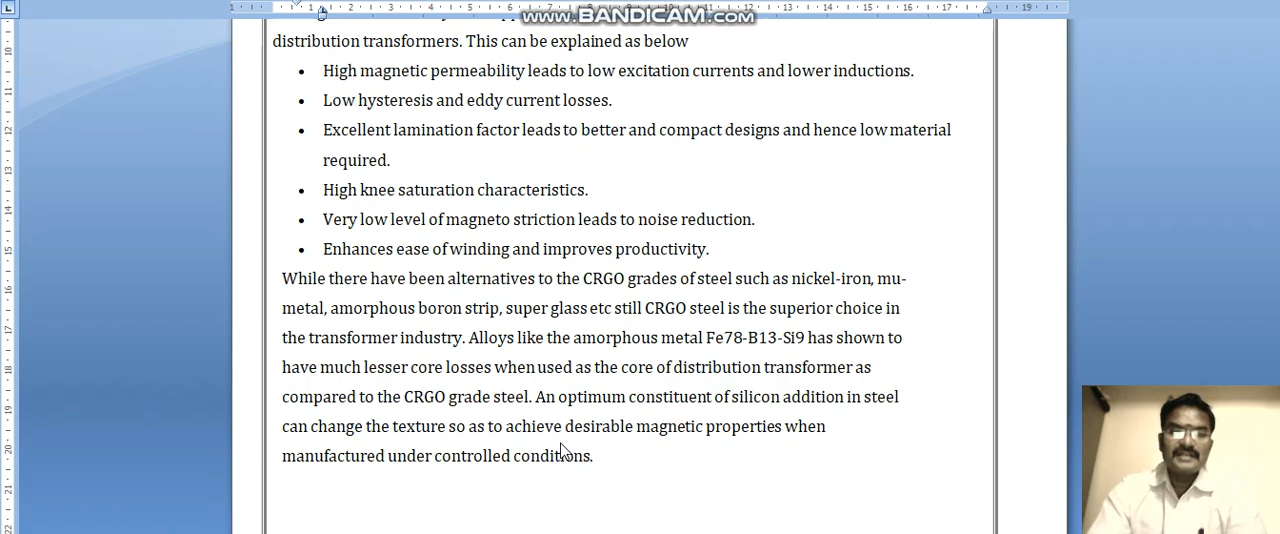 www.BANDICAM.com
distribution transformers. This can be explained as below
• High magnetic permeability leads to low excitation currents and lower inductions.
• Low hysteresis and eddy current losses.
• Excellent lamination factor leads to better and compact designs and hence low material
required.
• High knee saturation characteristics.
• Very low level of magneto striction leads to noise reduction.
• Enhances ease of winding and improves productivity.
While there have been alternatives to the CRGO grades of steel such as nickel-iron, mu-
metal, amorphous boron strip, super glass etc still CRGO steel is the superior choice in
the transformer industry. Alloys like the amorphous metal Fe78-B13-Si9 has shown to
have much lesser core losses when used as the core of distribution transformer as
compared to the CRGO grade steel. An optimum constituent of silicon addition in steel
can change the texture so as to achieve desirable magnetic properties when
manufactured under controlled conditions.